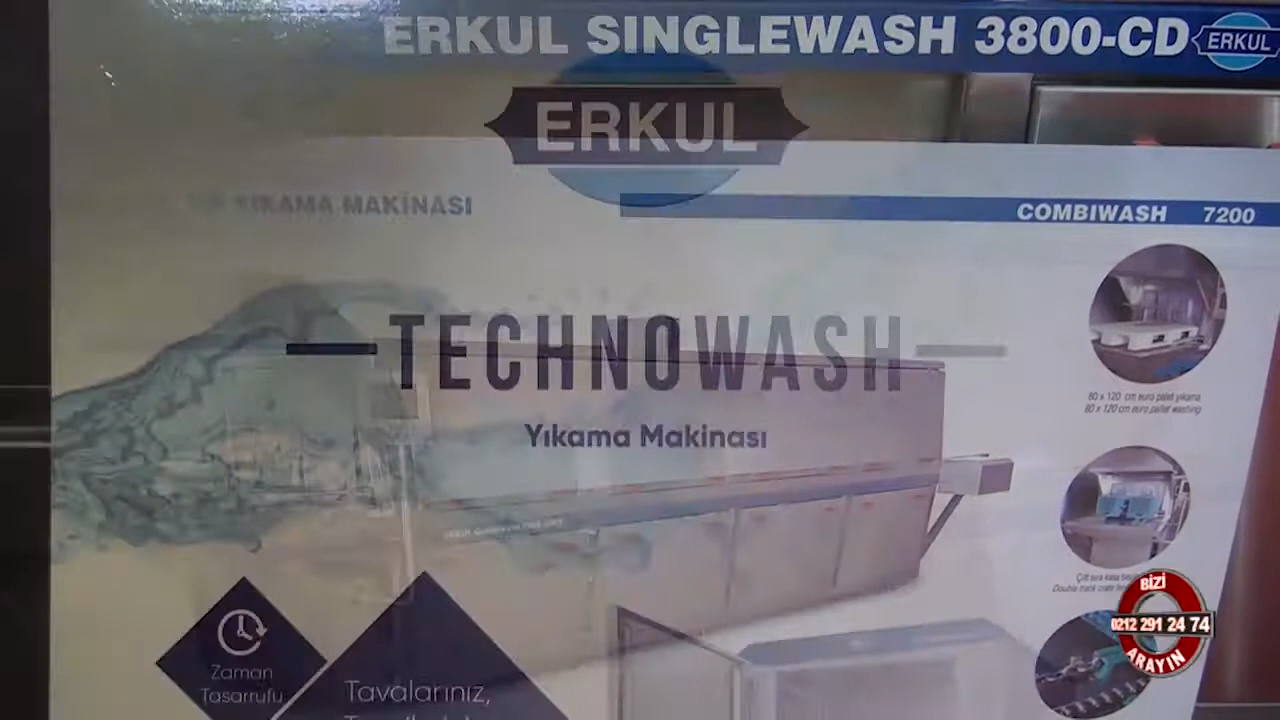 ERKUL SINGLEWASH 3800-CD
ERKUL
ERKUL
YIKAMA MAKİNASI
COMBIWASH 7200
TECHNOWASH
Yıkama Makinası
80 x 120 cm euro palet yıkama
80 x 120 cm euro pallet washing
Çift sıra kasa
Double track crate
Zaman
Tasarrufu
Tavalarınız,
BİZİ
0212 291 24 74
ARAYIN